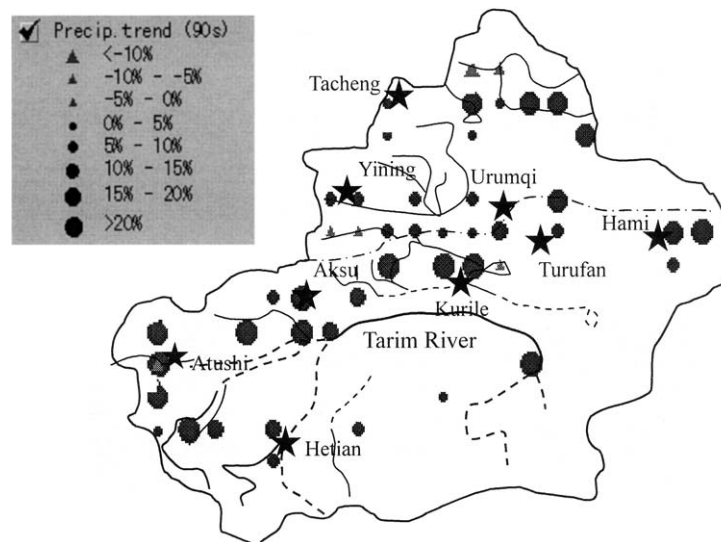 Precip.trend (90s)
<-10%
-10% - -5%
-5% - 0%
0% - 5%
5% - 10%
10% - 15%
15% - 20%
>20%
Tacheng
Yining
Urumqi
Hami
Turufan
Aksu
Kurile
Tarim River
Atushi
Hetian